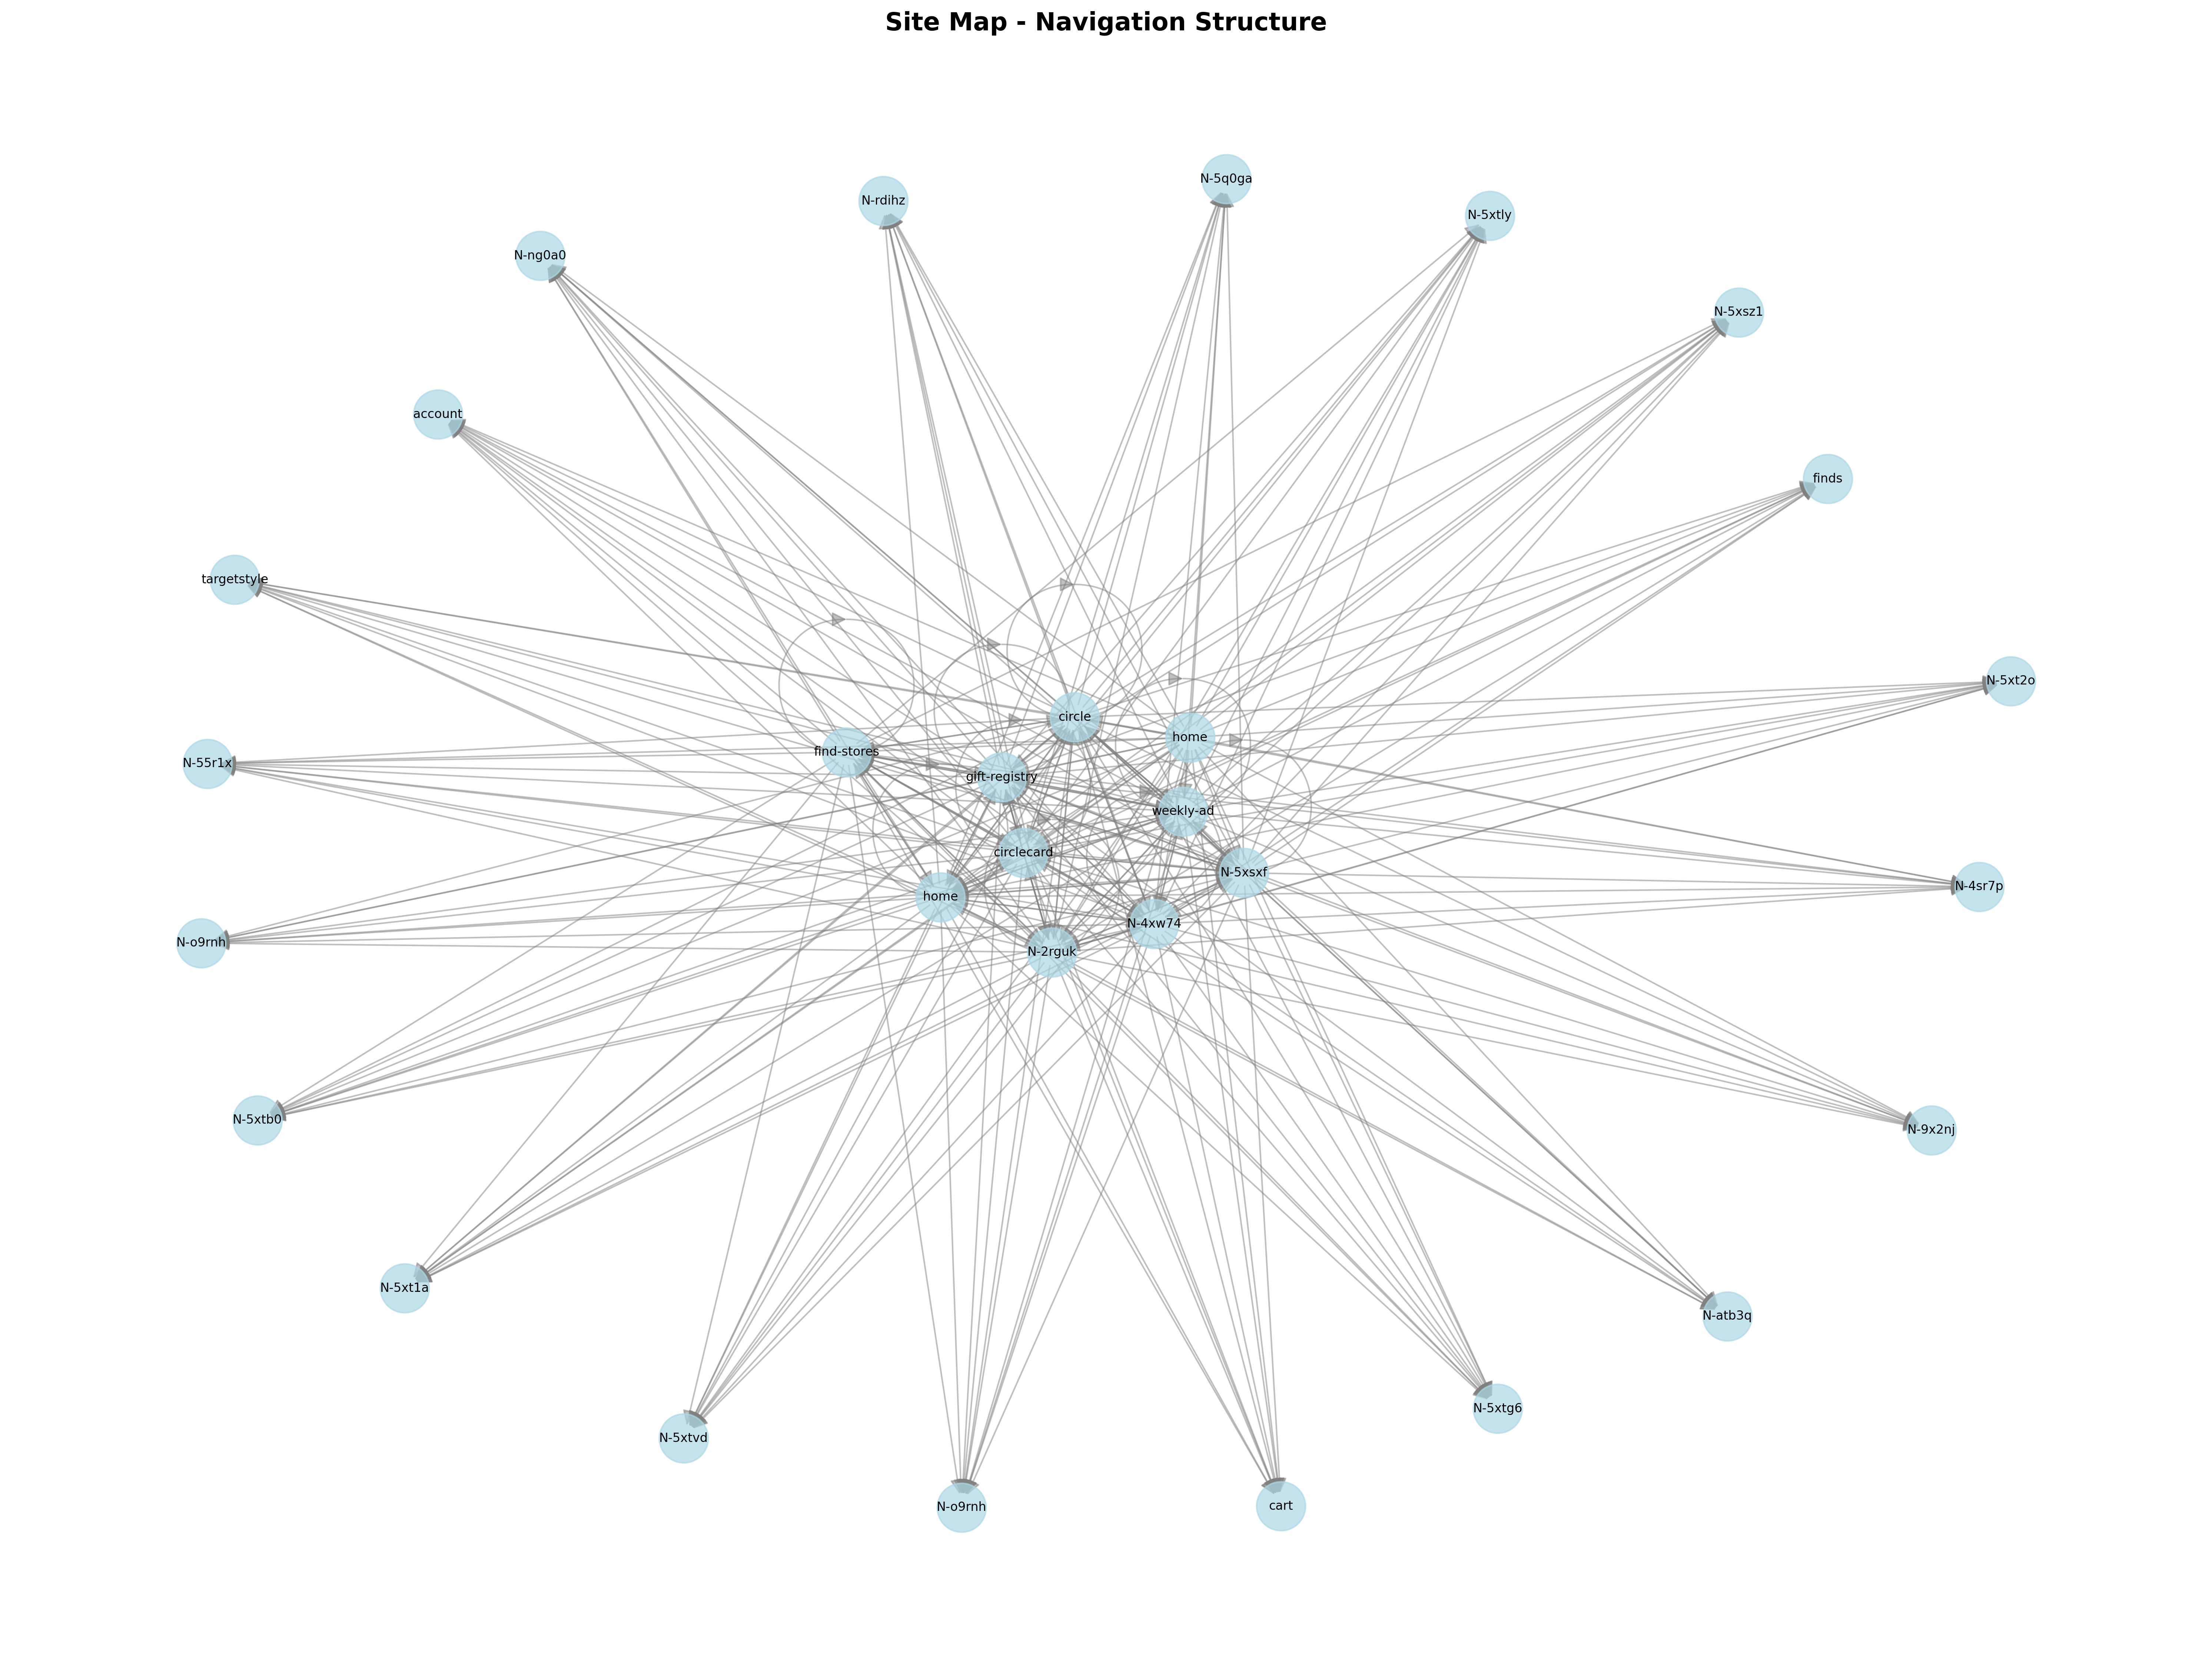 Site Map - Navigation Structure
N-5q0ga
N-rdihz
N-5xtly
N-ng0a0
N-5xsz1
account
finds
targetstyle
N-5xt2o
circle
home
find-stores
N-55r1x
gift-registry
weekly-ad
circlecard
N-5xsxf
N-4sr7p
home
N-4xw74
N-o9rnh
N-2rguk
N-5xtb0
N-9x2nj
N-5xt1a
N-atb3q
N-5xtg6
N-5xtvd
N-o9rnh
cart